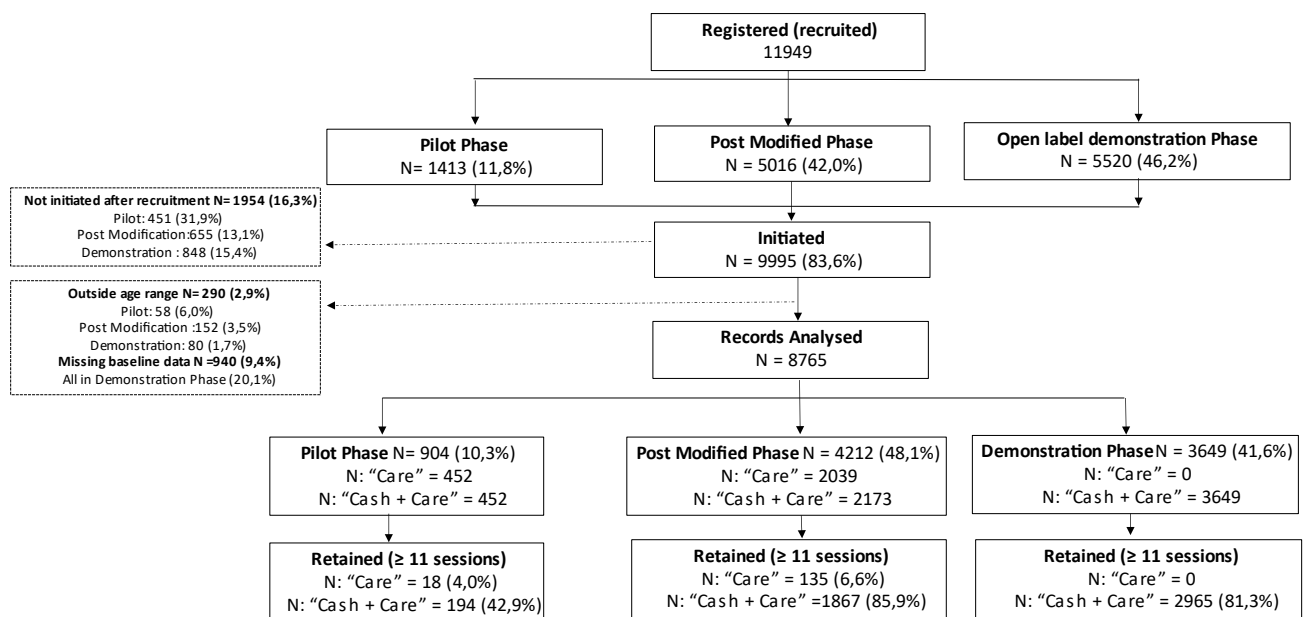 Registered (recruited)
11949
Pilot Phase
N= 1413 (11,8%)
Post Modified Phase
N = 5016 (42,0%)
Open label demonstration Phase
N = 5520 (46,2%)
Not initiated after recruitment N= 1954 (16,3%)
Pilot: 451 (31,9%)
Post Modification:655 (13,1%)
Demonstration : 848 (15,4%)
Initiated
N = 9995 (83,6%)
Outside age range N= 290 (2,9%)
Pilot: 58 (6,0%)
Post Modification :152 (3,5%)
Demonstration: 80 (1,7%)
Missing baseline data N =940 (9,4%)
All in Demonstration Phase (20,1%)
Records Analysed
N = 8765
Pilot Phase N= 904 (10,3%)
N: “Care” = 452
N: “Cash + Care” = 452
Post Modified Phase N = 4212 (48,1%)
N: “Care” = 2039
N: “Cash + Care” = 2173
Demonstration Phase N = 3649 (41,6%)
N: “Care” = 0
N: “Cash + Care” = 3649
Retained (≥ 11 sessions)
N: “Care” = 18 (4,0%)
N: “Cash + Care” = 194 (42,9%)
Retained (≥ 11 sessions)
N: “Care” = 135 (6,6%)
N: “Cash + Care” =1867 (85,9%)
Retained (≥ 11 sessions)
N: “Care” = 0
N: “Cash + Care” = 2965 (81,3%)